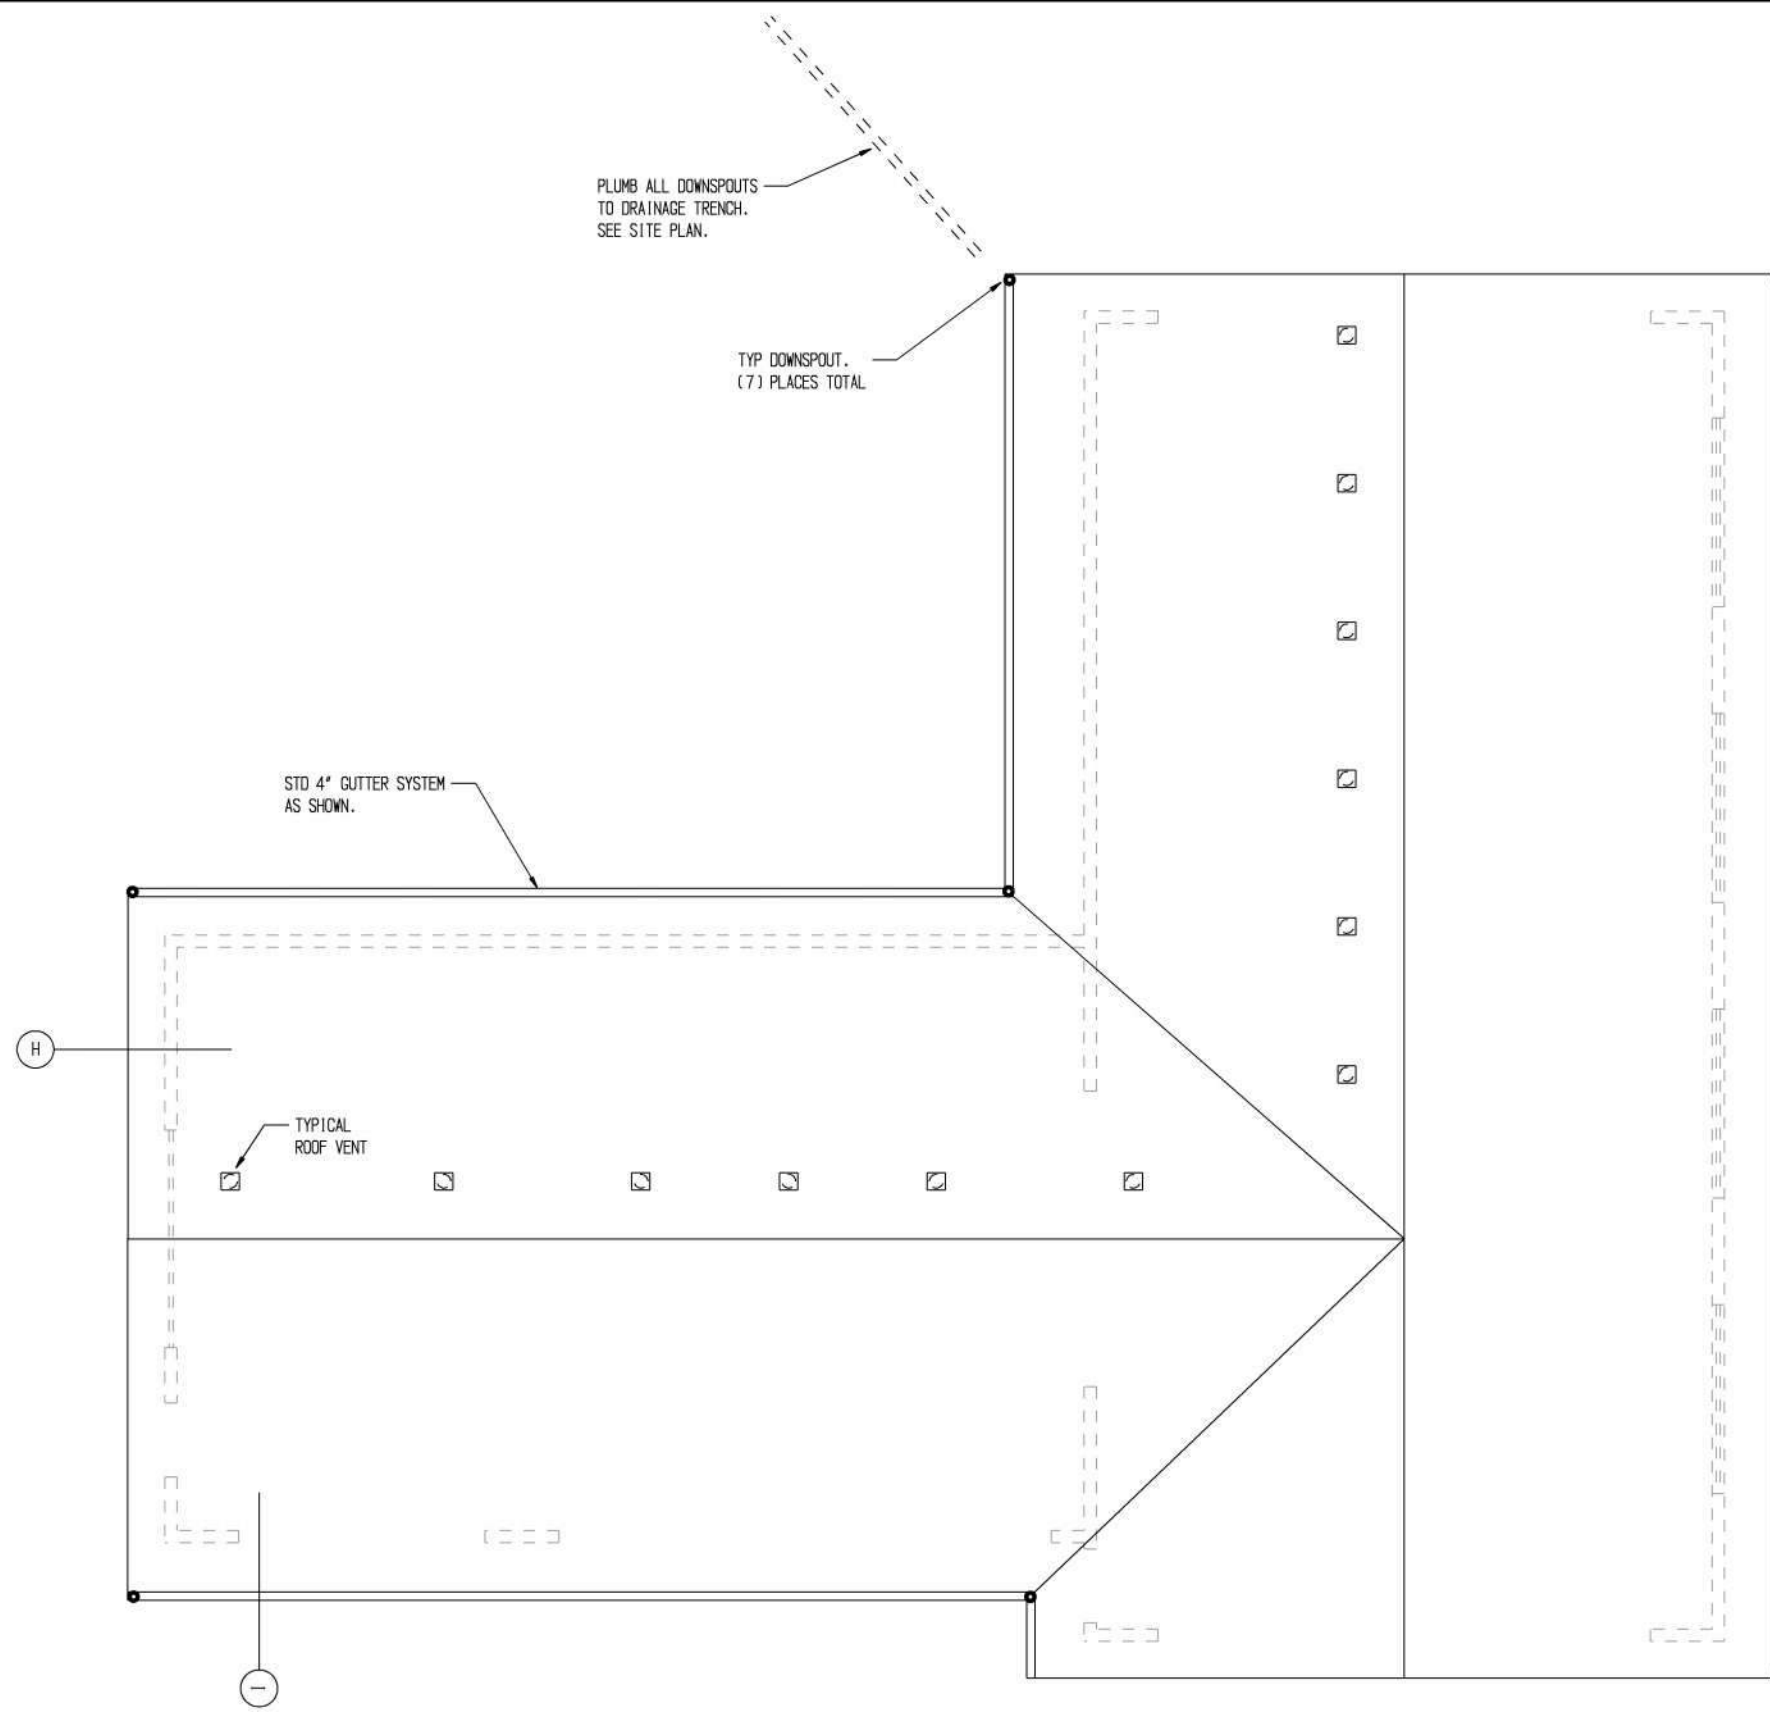 PLUMB ALL DOWNSPOUTS
TO DRAINAGE TRENCH.
SEE SITE PLAN.
TYP DOWNSPOUT.
(7) PLACES TOTAL
STD 4" GUTTER SYSTEM
AS SHOWN.
H
TYPICAL
ROOF VENT
I